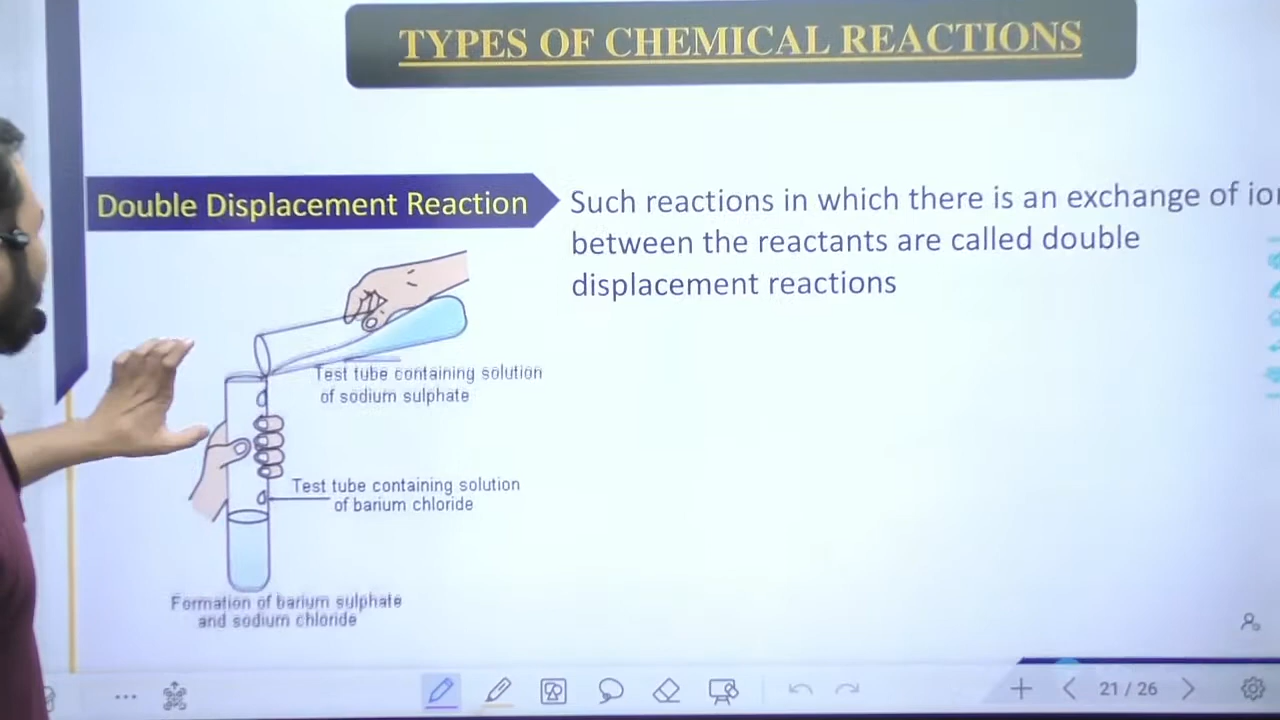 TYPES OF CHEMICAL REACTIONS
Double Displacement Reaction
Such reactions in which there is an exchange of
between the reactants are called double
displacement reactions
Test tube containing solution
of sodium sulphate
Test tube containing solution
of barium chloride
Formation of barium sulphate
and sodium chloride
21 / 26